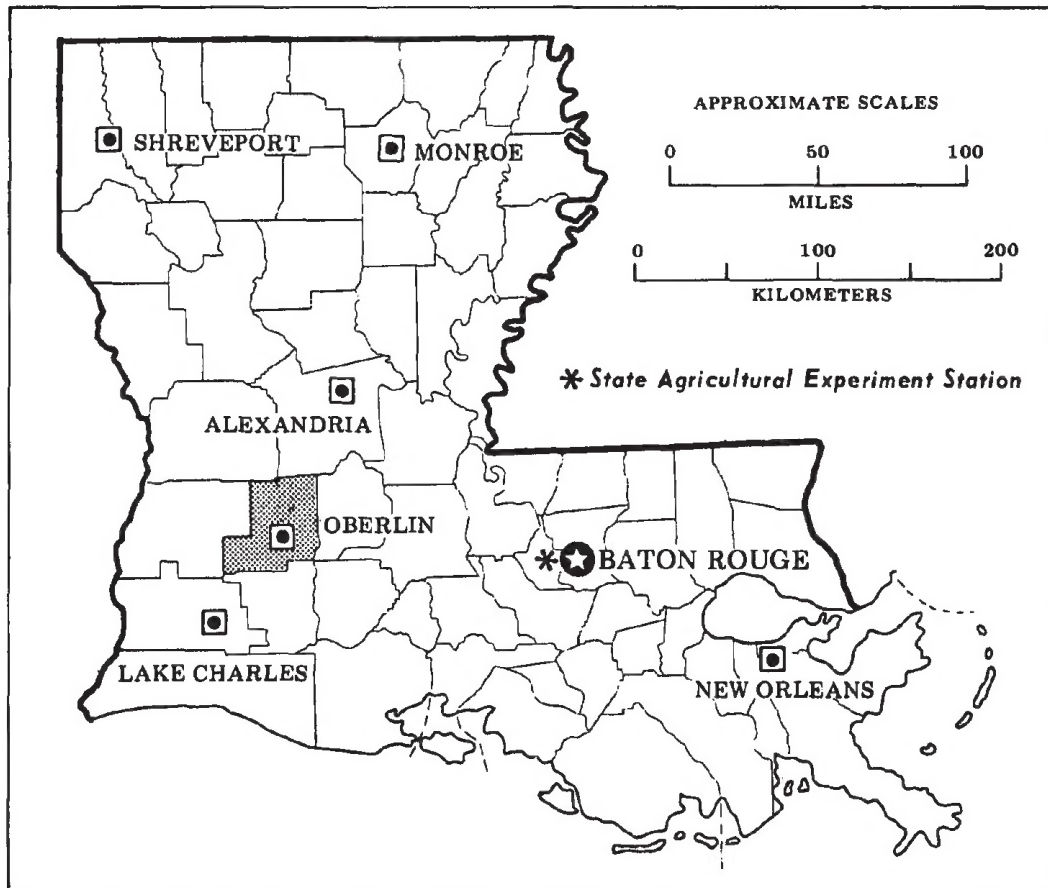 APPROXIMATE SCALES
0 50 100
MILES
0 100 200
KILOMETERS
SHREVEPORT
MONROE
* State Agricultural Experiment Station
ALEXANDRIA
OBERLIN
* BATON ROUGE
LAKE CHARLES
NEW ORLEANS